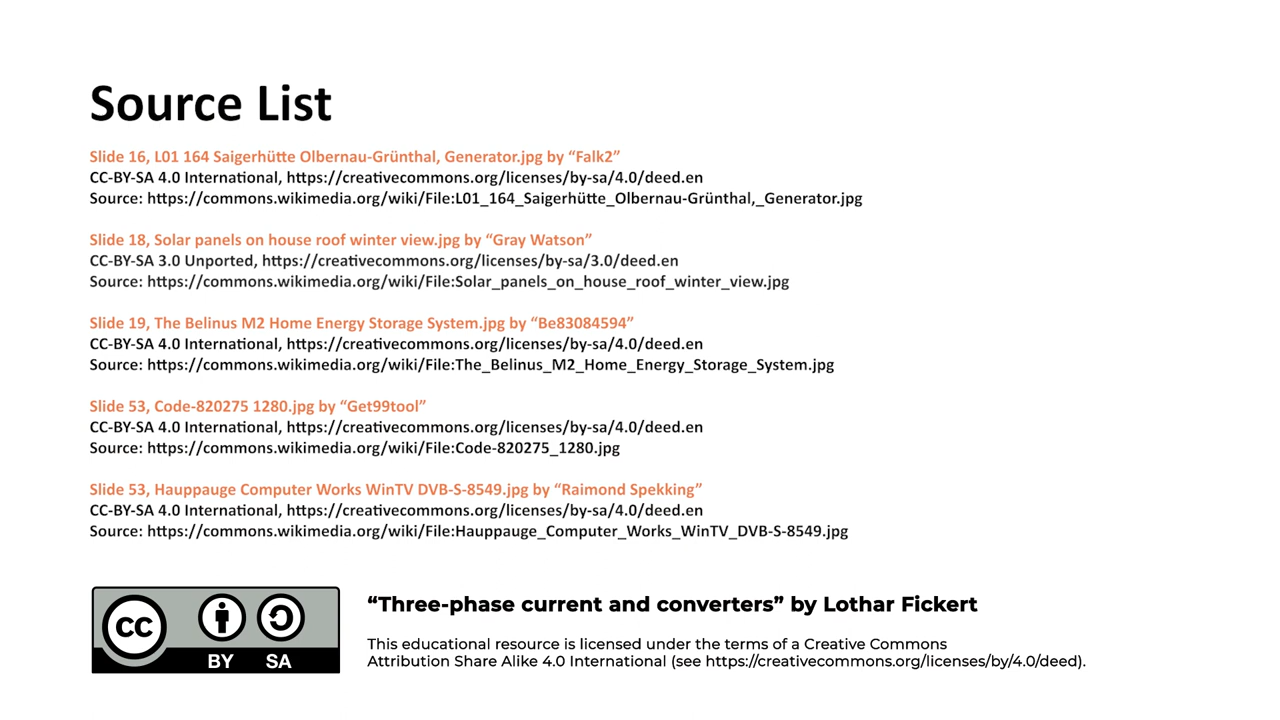 Source List
Slide 16, L01 164 Saigerhütte Olbernau-Grünthal, Generator.jpg by “Falk2”
CC-BY-SA 4.0 International, https://creativecommons.org/licenses/by-sa/4.0/deed.en
Source: https://commons.wikimedia.org/wiki/File:L01_164_Saigerhütte_Olbernau-Grünthal,_Generator.jpg
Slide 18, Solar panels on house roof winter view.jpg by “Gray Watson”
CC-BY-SA 3.0 Unported, https://creativecommons.org/licenses/by-sa/3.0/deed.en
Source: https://commons.wikimedia.org/wiki/File:Solar_panels_on_house_roof_winter_view.jpg
Slide 19, The Belinus M2 Home Energy Storage System.jpg by “Be83084594”
CC-BY-SA 4.0 International, https://creativecommons.org/licenses/by-sa/4.0/deed.en
Source: https://commons.wikimedia.org/wiki/File:The_Belinus_M2_Home_Energy_Storage_System.jpg
Slide 53, Code-820275 1280.jpg by “Get99tool”
CC-BY-SA 4.0 International, https://creativecommons.org/licenses/by-sa/4.0/deed.en
Source: https://commons.wikimedia.org/wiki/File:Code-820275_1280.jpg
Slide 53, Hauppauge Computer Works WinTV DVB-S-8549.jpg by “Raimond Spekking”
CC-BY-SA 4.0 International, https://creativecommons.org/licenses/by-sa/4.0/deed.en
Source: https://commons.wikimedia.org/wiki/File:Hauppauge_Computer_Works_WinTV_DVB-S-8549.jpg
cc
BY SA
“Three-phase current and converters” by Lothar Fickert
This educational resource is licensed under the terms of a Creative Commons
Attribution Share Alike 4.0 International (see https://creativecommons.org/licenses/by/4.0/deed).